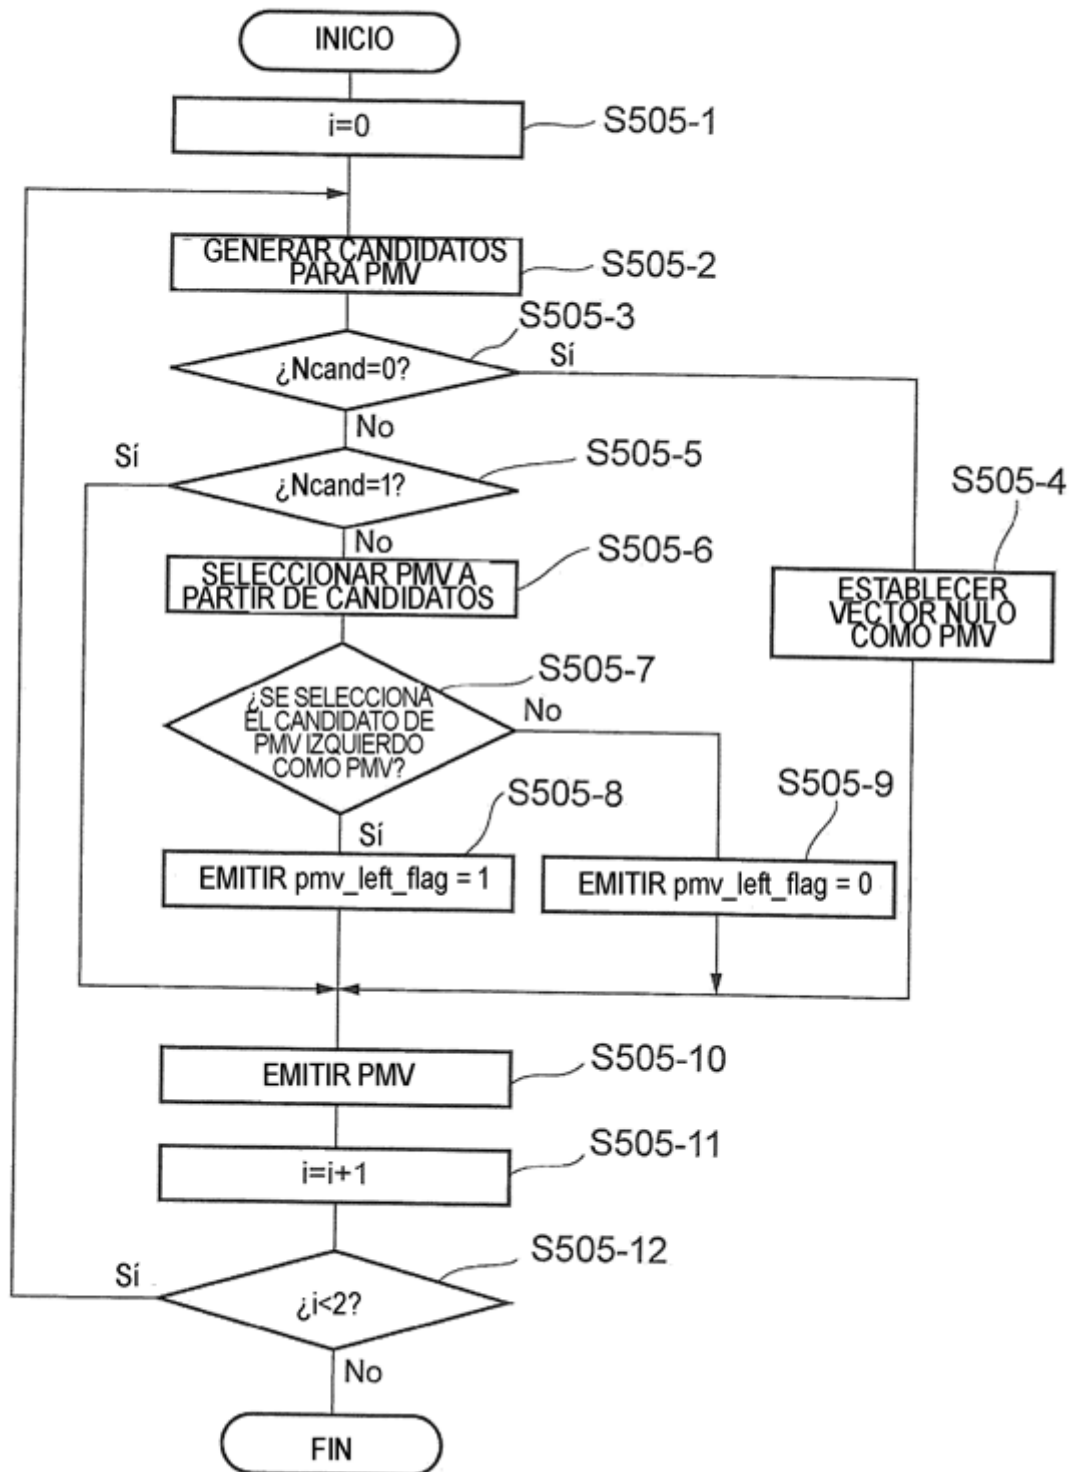 INICIO
i=0
S505-1
GENERAR CANDIDATOS
PARA PMV
S505-2
S505-3
¿Ncand=0?
Sí
No
Sí
S505-5
¿Ncand=1?
S505-4
No
S505-6
SELECCIONAR PMV A
PARTIR DE CANDIDATOS
ESTABLECER
VECTOR NULO
COMO PMV
S505-7
¿SE SELECCIONA
EL CANDIDATO DE
PMV IZQUIERDO
COMO PMV?
No
S505-8
S505-9
Sí
EMITIR pmv_left_flag = 1
EMITIR pmv_left_flag = 0
EMITIR PMV
S505-10
i=i+1
S505-11
S505-12
Sí
¿i<2?
No
FIN